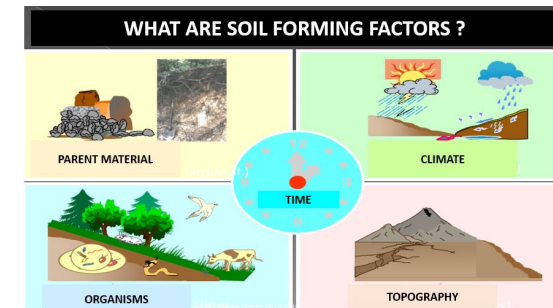 WHAT ARE SOIL FORMING FACTORS ?
PARENT MATERIAL
CLIMATE
TIME
ORGANISMS
TOPOGRAPHY